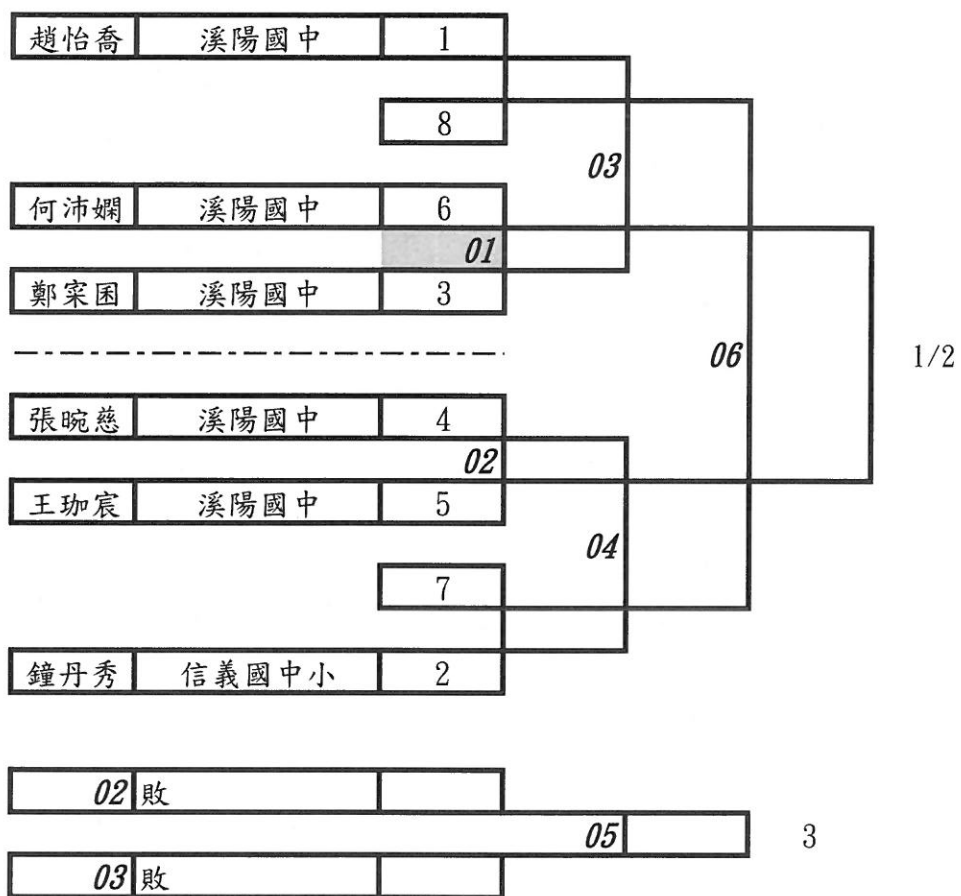 趙怡喬 溪陽國中 1
8
03
何沛嫻 溪陽國中 6
01
鄭寀囷 溪陽國中 3
06 1/2
張晼慈 溪陽國中 4
02
王珈宸 溪陽國中 5
04
7
鐘丹秀 信義國中小 2
02 敗
05 3
03 敗